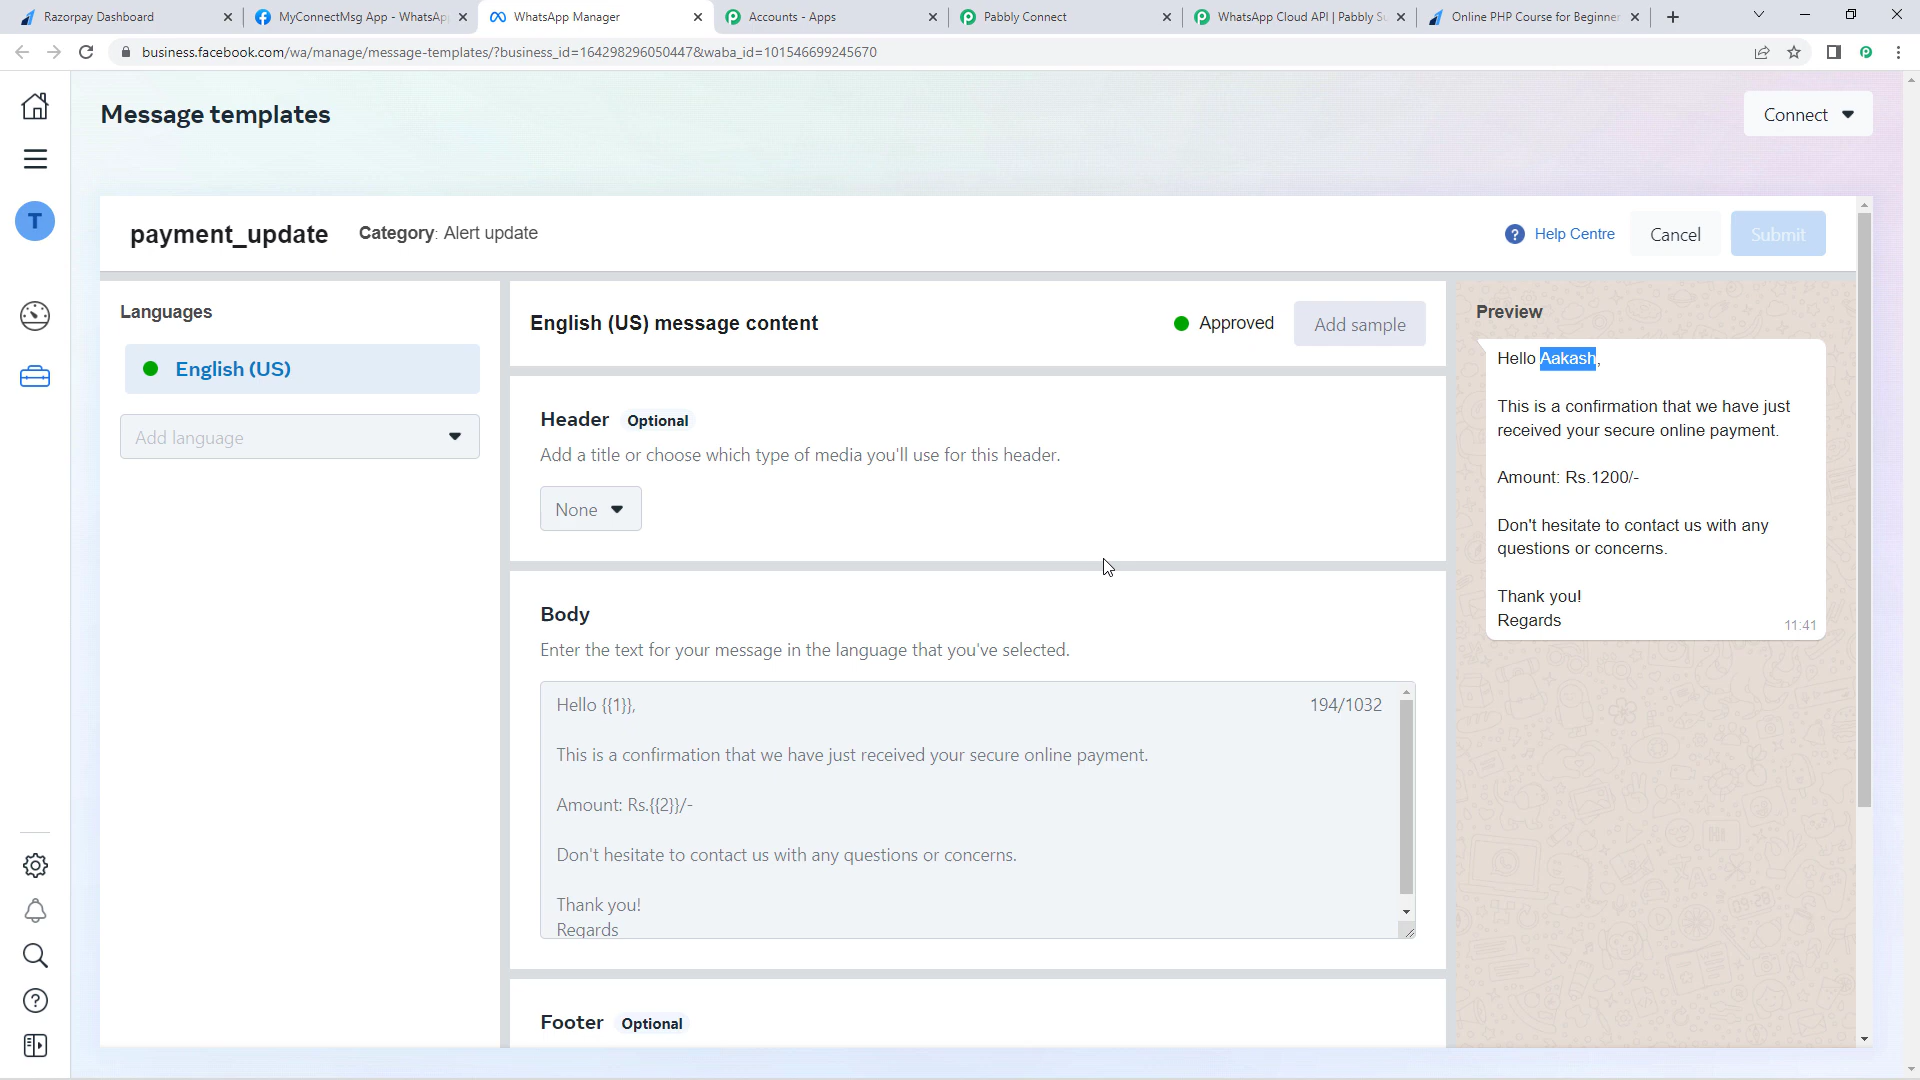 Razorpay Dashboard
MyConnectMsg App - WhatsAp
WhatsApp Manager
Accounts - Apps
Pabbly Connect
WhatsApp Cloud API | Pabbly Su
Online PHP Course for Beginner
business.facebook.com/wa/manage/message-templates/?business_id=164298296050447&waba_id=101546699245670
Message templates
Connect
T
payment_update
Category: Alert update
Help Centre
Cancel
Submit
Languages
English (US)
Add language
English (US) message content
Approved
Add sample
Header Optional
Add a title or choose which type of media you'll use for this header.
None
Body
Enter the text for your message in the language that you've selected.
Hello {{1}},
194/1032
This is a confirmation that we have just received your secure online payment.
Amount: Rs.{{2}}/-
Don't hesitate to contact us with any questions or concerns.
Thank you!
Regards
Footer Optional
Preview
Hello Aakash,
This is a confirmation that we have just
received your secure online payment.
Amount: Rs.1200/-
Don't hesitate to contact us with any
questions or concerns.
Thank you!
Regards
11:41